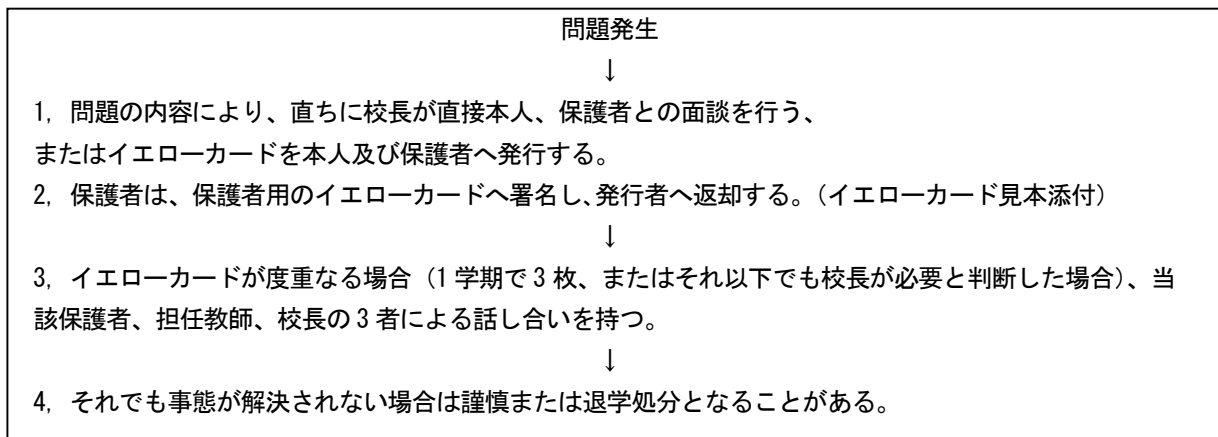 問題発生
↓
1, 問題の内容により、直ちに校長が直接本人、保護者との面談を行う、
またはイエローカードを本人及び保護者へ発行する。
2, 保護者は、保護者用のイエローカードへ署名し、発行者へ返却する。（イエローカード見本添付）
↓
3, イエローカードが度重なる場合（1 学期で 3 枚、またはそれ以下でも校長が必要と判断した場合）、当
該保護者、担任教師、校長の 3 者による話し合いを持つ。
↓
4, それでも事態が解決されない場合は謹慎または退学処分となることがある。